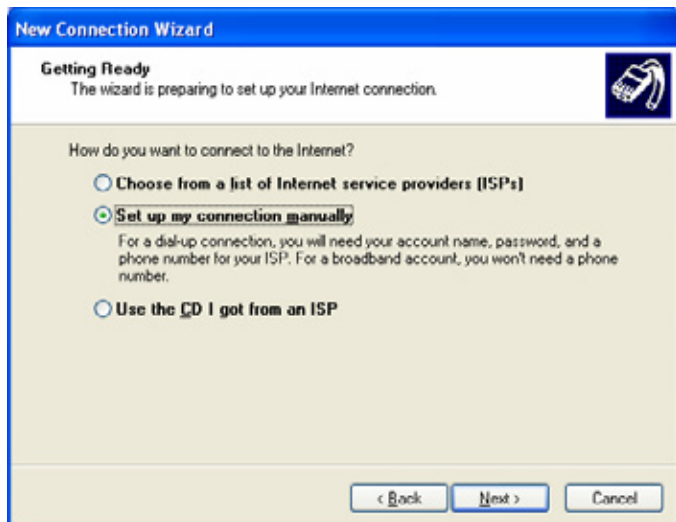 New Connection Wizard
Getting Ready
The wizard is preparing to set up your Internet connection.
How do you want to connect to the Internet?
Choose from a list of Internet service providers (ISPs)
Set up my connection manually
For a dial-up connection, you will need your account name, password, and a
phone number for your ISP. For a broadband account, you won't need a phone
number.
Use the CD I got from an ISP
< Back
Next >
Cancel